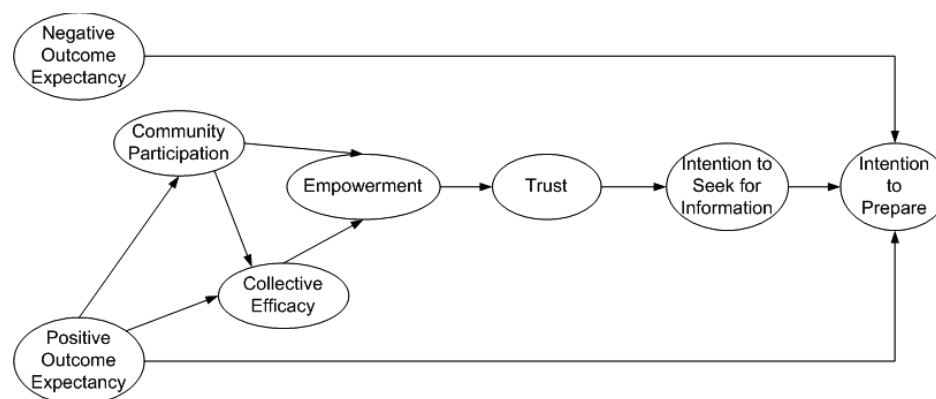 Negative
Outcome
Expectancy
Community
Participation
Empowerment
Trust
Intention to
Seek for
Information
Intention
to
Prepare
Collective
Efficacy
Positive
Outcome
Expectancy